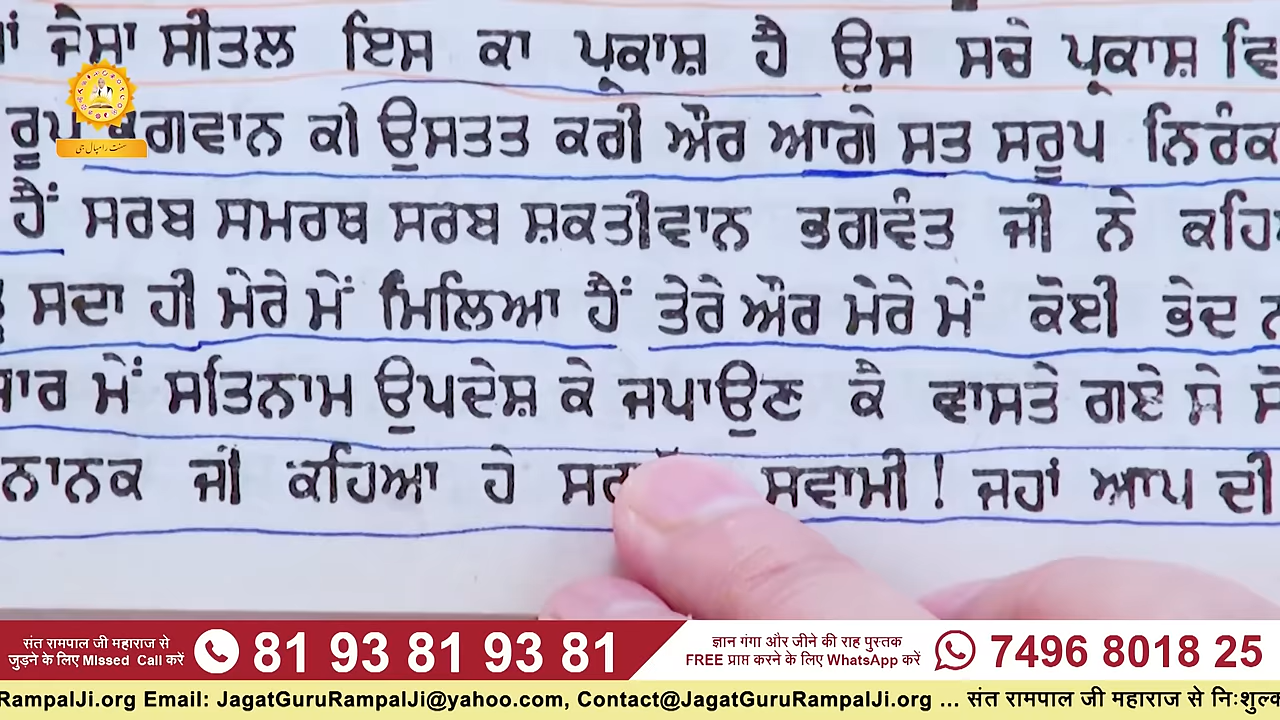 ਜੈਸਾ ਸੀਤਲ ਇਸ ਕਾ ਪ੍ਰਕਾਸ਼ ਹੈ ਉਸ ਸਚੇ ਪ੍ਰਕਾਸ਼
ਰੂਪ ਭਗਵਾਨ ਕੀ ਉਸਤਤ ਕਰੀ ਔਰ ਆਗੇ ਸਤ ਸਰੂਪ
ਹੈਂ ਸਰਬ ਸਮਰਥ ਸਰਬ ਸ਼ਕਤੀਵਾਨ ਭਗਵੰਤ ਜੀ ਨੇ
ਸਦਾ ਹੀ ਮੇਰੇ ਮੇਂ ਮਿਲਿਆ ਹੈਂ ਤੇਰੇ ਔਰ ਮੇਰੇ ਮੇਂ ਕੋਈ ਭੇਦ
ਮੇਂ ਸਤਿਨਾਮ ਉਪਦੇਸ਼ ਕੇ ਜਪਾਉਣ ਕੇ ਵਾਸਤੇ ਗਏ ਸੇ
ਨਾਨਕ ਜੀ ਕਹਿਆ ਹੇ ਸਵਾਮੀ! ਜਹਾਂ ਆਪ ਦੀ
ਸਨਤ ਰਾਮਪਾਲ ਜੀ
संत रामपाल जी महाराज से
जुड़ने के लिए Missed Call करें
81 93 81 93 81
ज्ञान गंगा और जीने की राह पुस्तक
FREE प्राप्त करने के लिए WhatsApp करें
7496 8018 25
RampalJi.org Email: JagatGuruRampalJi@yahoo.com, Contact@JagatGuruRampalJi.org ... संत रामपाल जी महाराज से